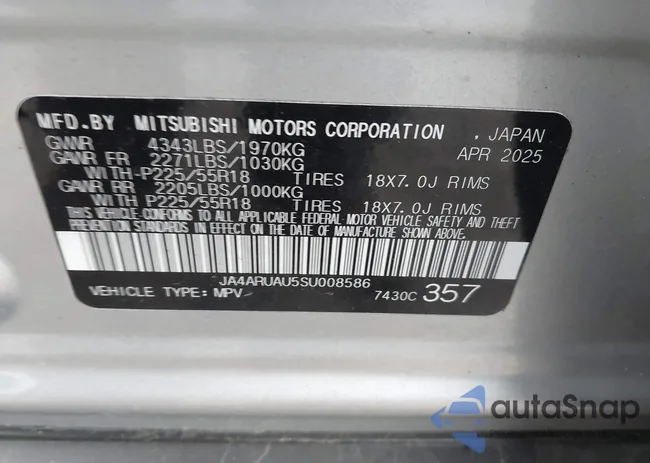 MFD.BY MITSUBISHI MOTORS CORPORATION , JAPAN
GVWR 4343LBS/1970KG APR 2025
GAWR FR 2271LBS/1030KG
WITH P225/55R18 TIRES 18X7.0J RIMS
GAWR RR 2205LBS/1000KG
WITH P225/55R18 TIRES 18X7.0J RIMS
THIS VEHICLE CONFORMS TO ALL APPLICABLE FEDERAL MOTOR VEHICLE SAFETY AND THEFT
PREVENTION STANDARDS IN EFFECT ON THE DATE OF MANUFACTURE SHOWN ABOVE.
JA4ARUAU5SU008586
VEHICLE TYPE: MPV 7430C 357
autoSnap